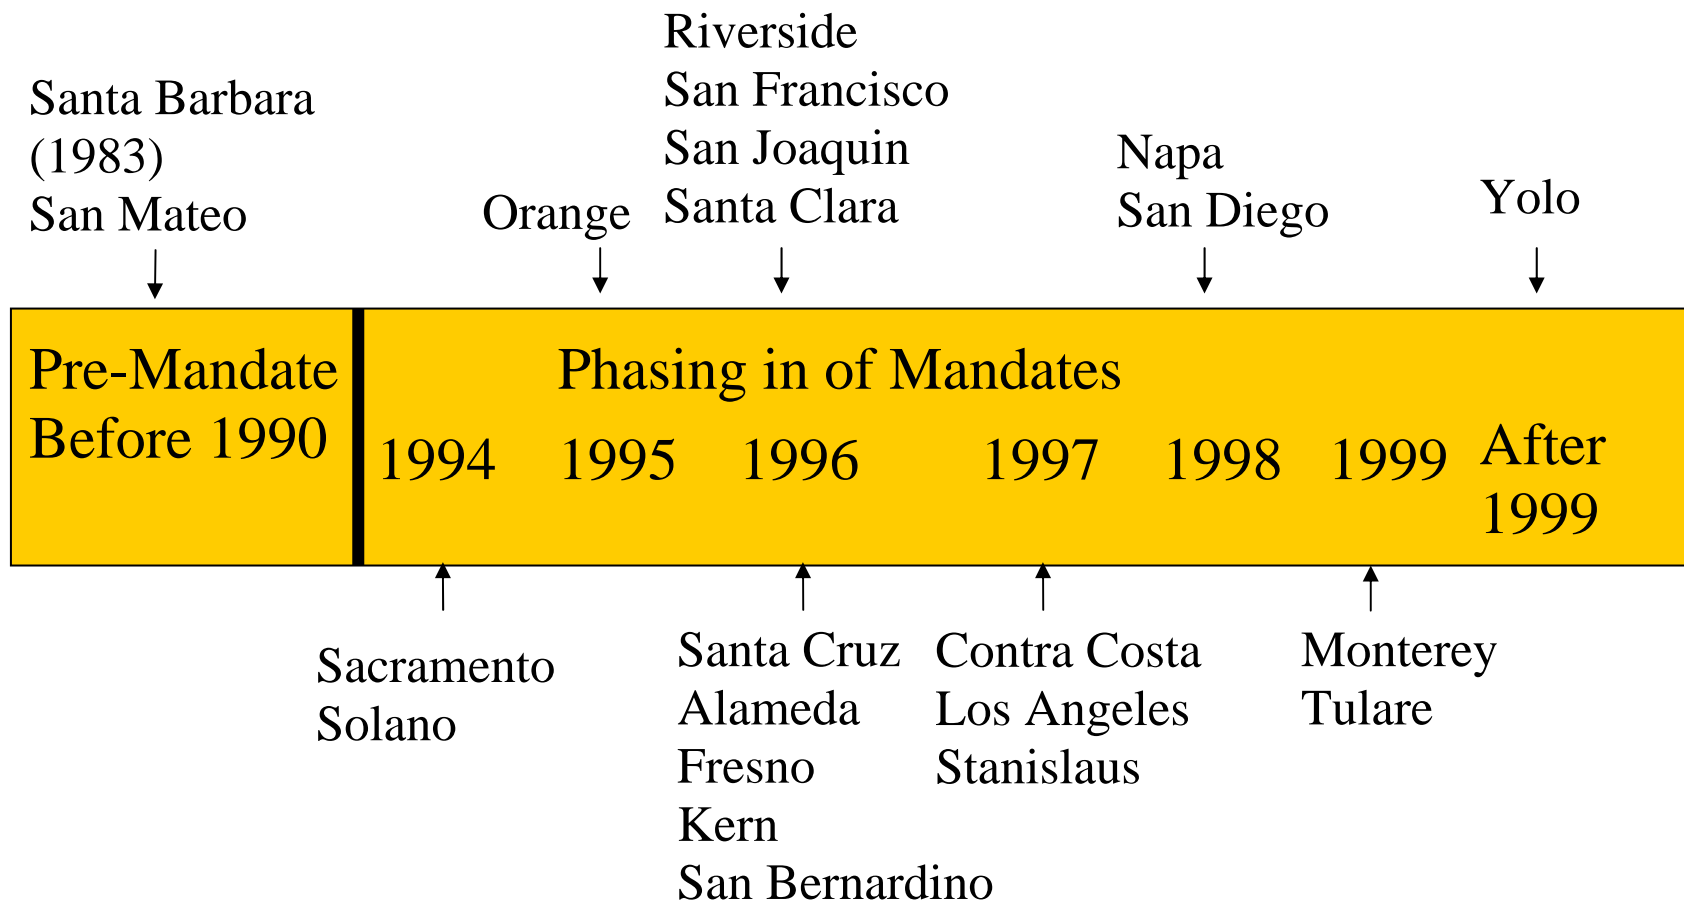 Santa Barbara
(1983)
San Mateo
Orange
Riverside
San Francisco
San Joaquin
Santa Clara
Napa
San Diego
Yolo
Pre-Mandate
Before 1990
Phasing in of Mandates
1994
1995
1996
1997
1998
1999
After
1999
Sacramento
Solano
Santa Cruz
Alameda
Fresno
Kern
San Bernardino
Contra Costa
Los Angeles
Stanislaus
Monterey
Tulare